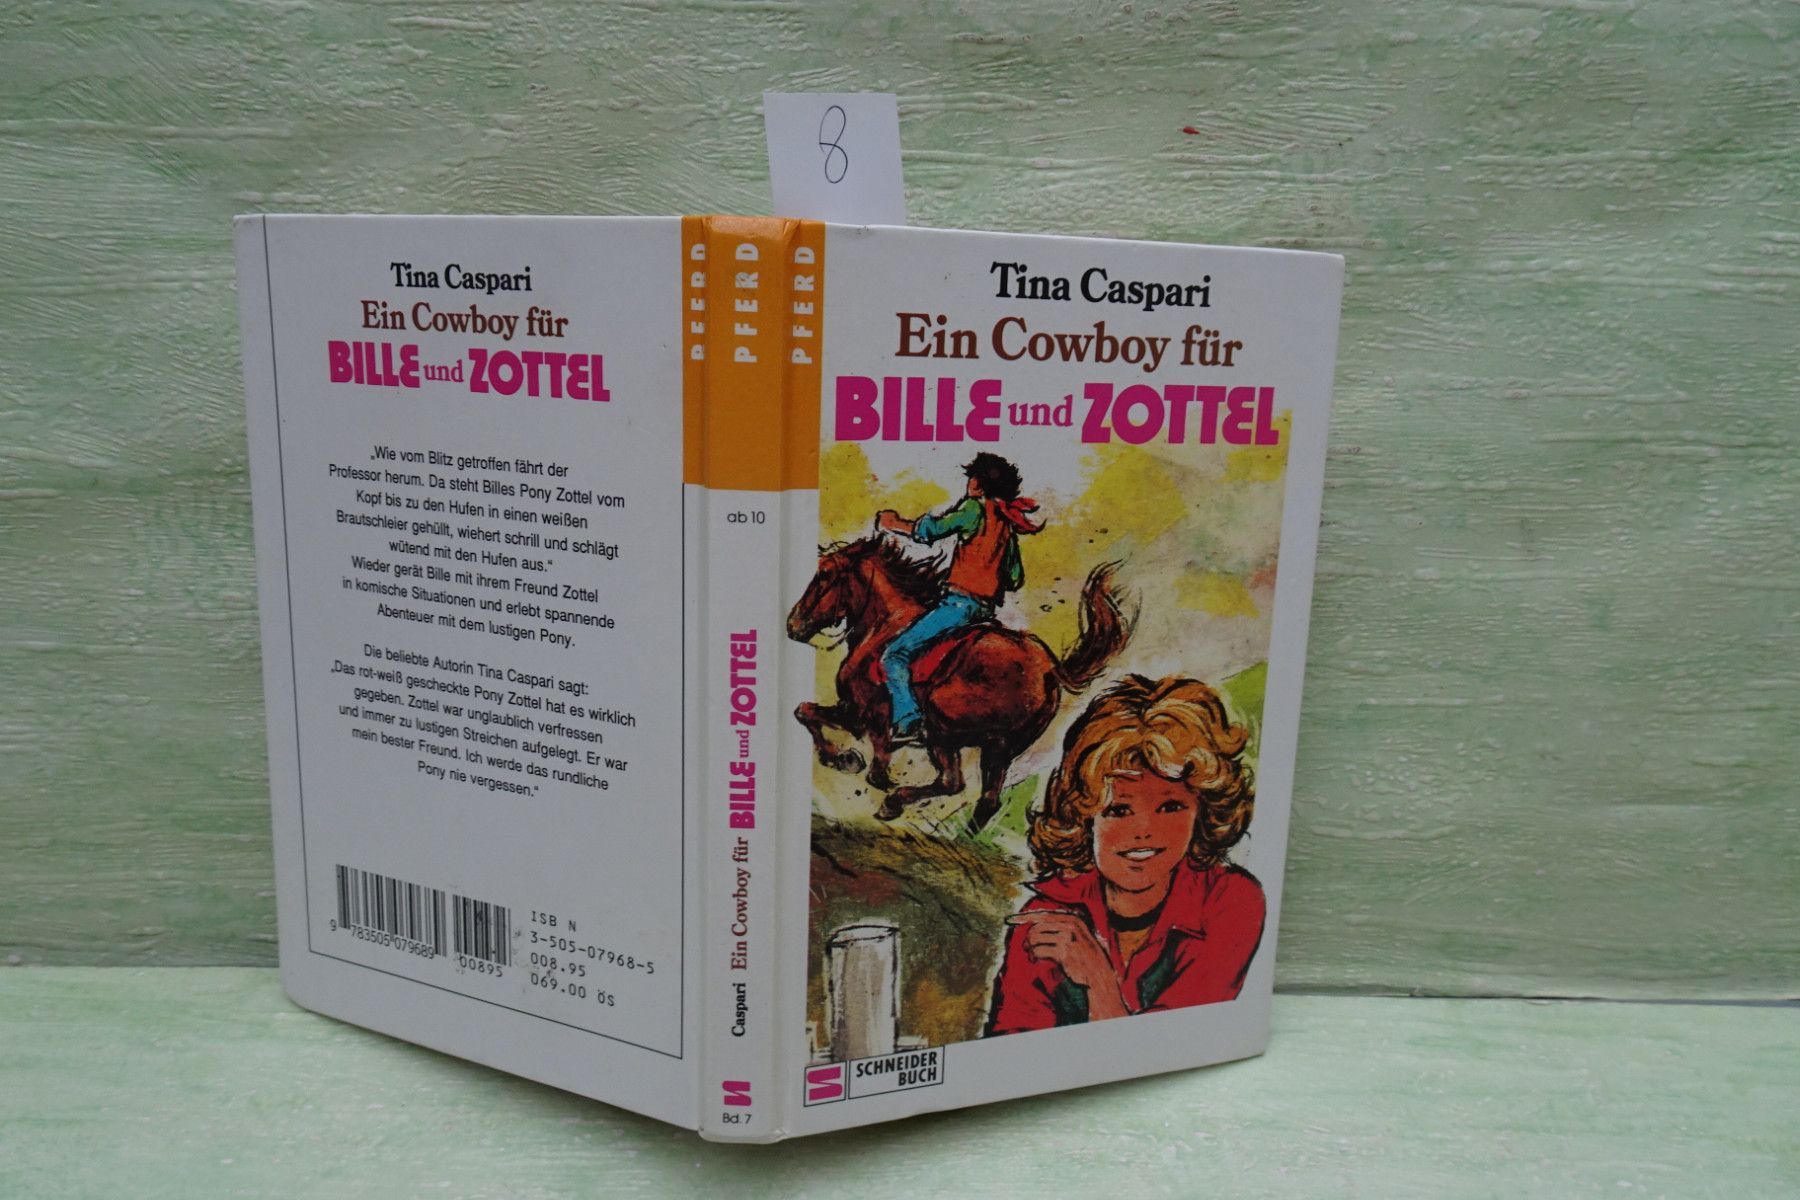 8
Tina Caspari
Ein Cowboy für
BILLE und ZOTTEL
„Wie vom Blitz getroffen fährt der
Professor herum. Da steht Billes Pony Zottel vom
Kopf bis zu den Hufen in einen weißen
Brautschleier gehüllt, wiehert schrill und schlägt
wütend mit den Hufen aus.“
Wieder gerät Bille mit ihrem Freund Zottel
in komische Situationen und erlebt spannende
Abenteuer mit dem lustigen Pony.
Die beliebte Autorin Tina Caspari sagt:
„Das rot-weiß gescheckte Pony Zottel hat es wirklich
gegeben. Zottel war unglaublich verfressen
und immer zu lustigen Streichen aufgelegt. Er war
mein bester Freund. Ich werde das rundliche
Pony nie vergessen.“
9 783505 079689
00895
ISB N
3-505-07968-5
008.95
069.00 ÖS
PFERD
PFERD
PFERD
ab 10
Caspari Ein Cowboy für BILLE und ZOTTEL
Bd. 7
Tina Caspari
Ein Cowboy für
BILLE und ZOTTEL
SCHNEIDER
BUCH